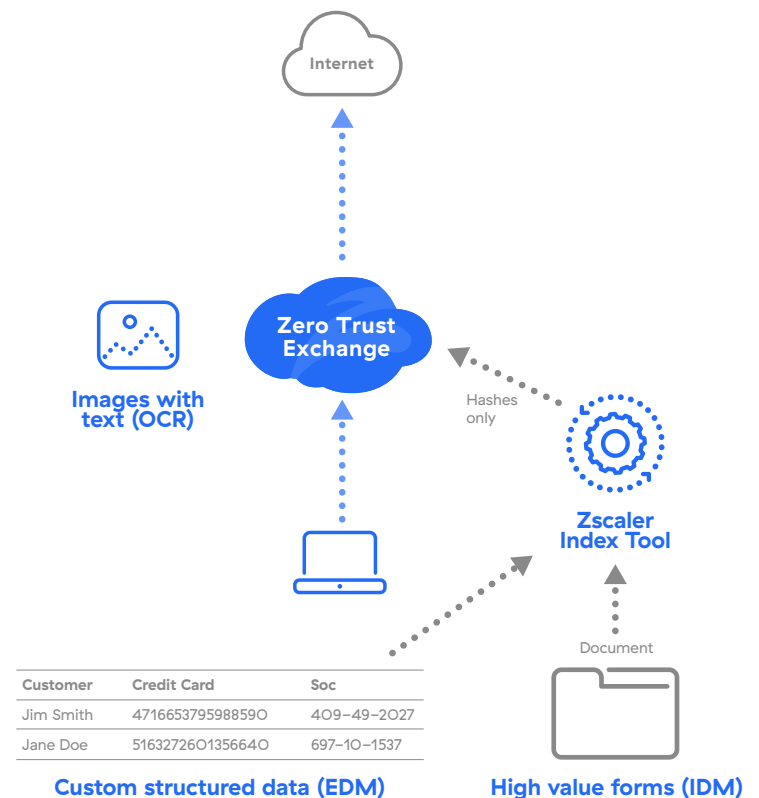 Internet
Zero Trust
Exchange
Images with
text (OCR)
Hashes
only
Zscaler
Index Tool
Document
Customer Credit Card Soc
Jim Smith 4716653795988590 409-49-2027
Jane Doe 5163272601356640 697-10-1537
Custom structured data (EDM)
High value forms (IDM)